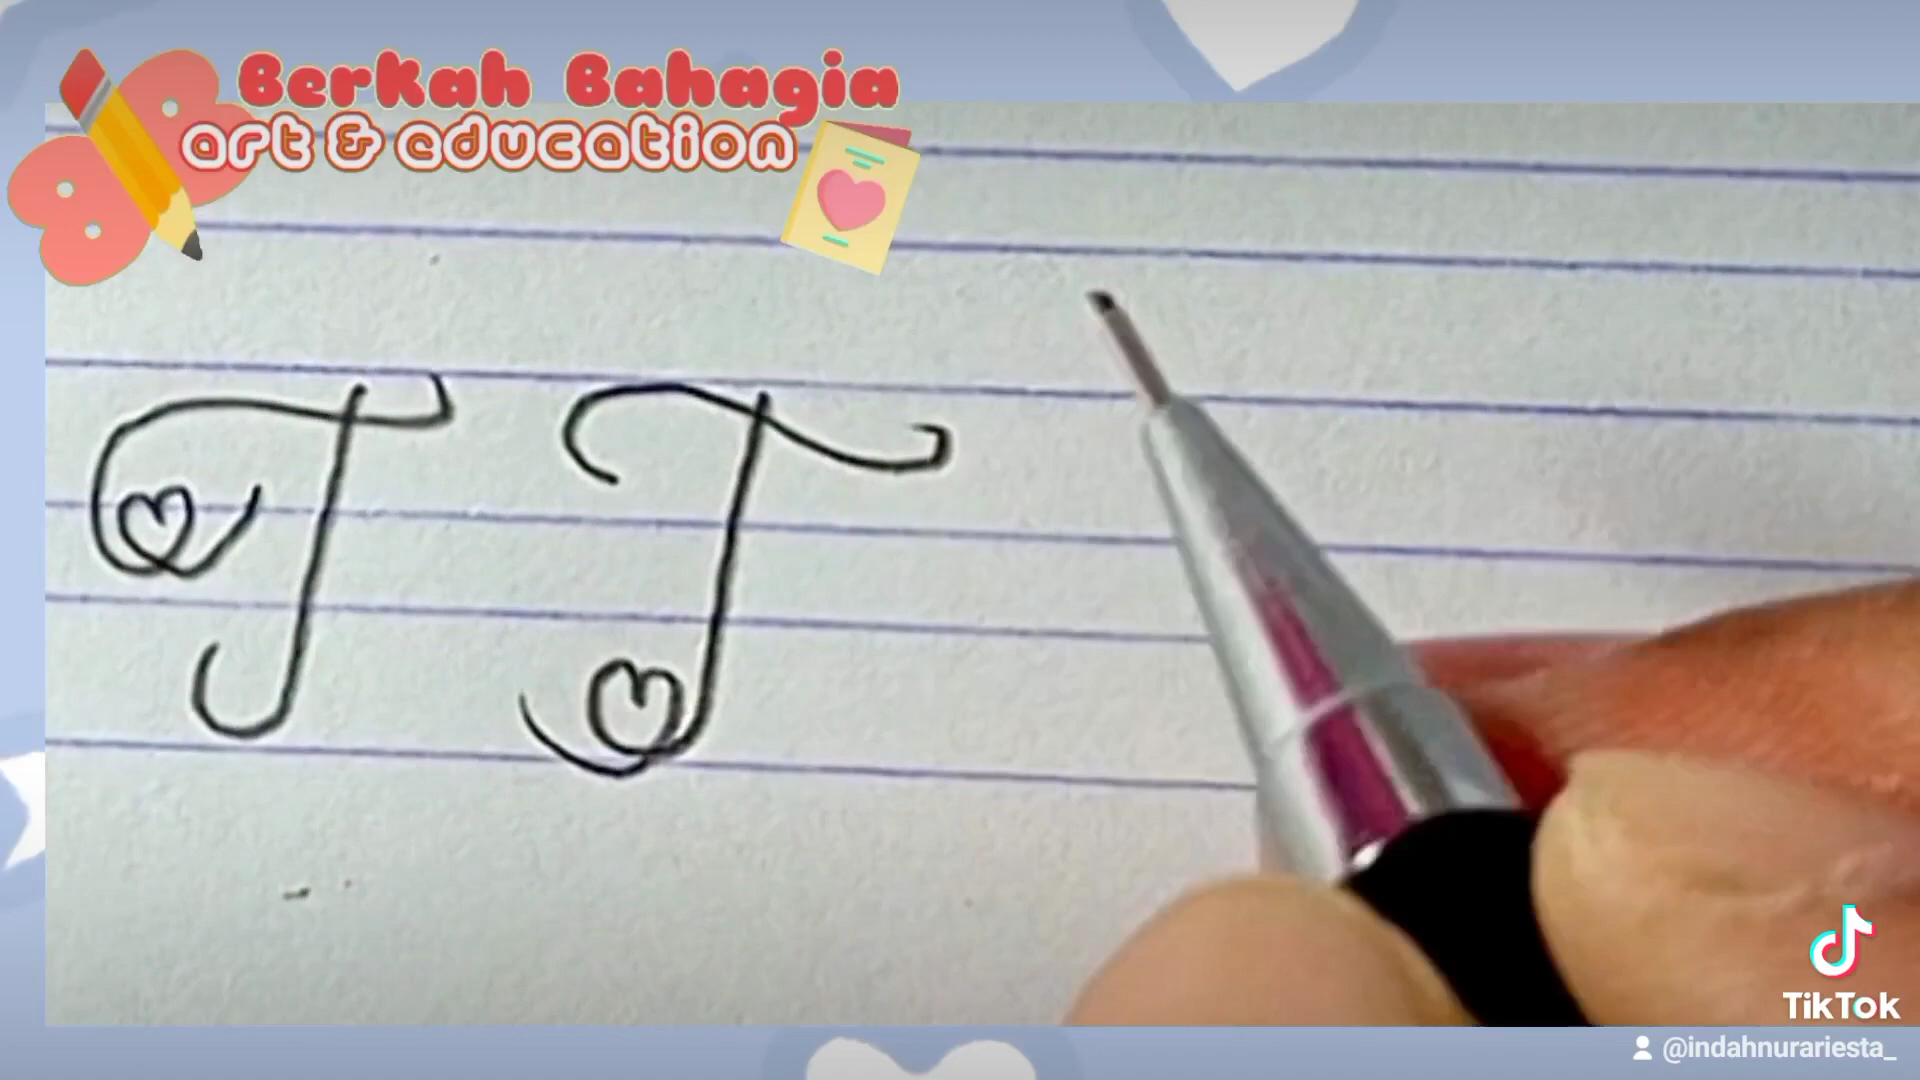 Berkah Bahagia
art & education
T T
TikTok
@indahnurariesta_